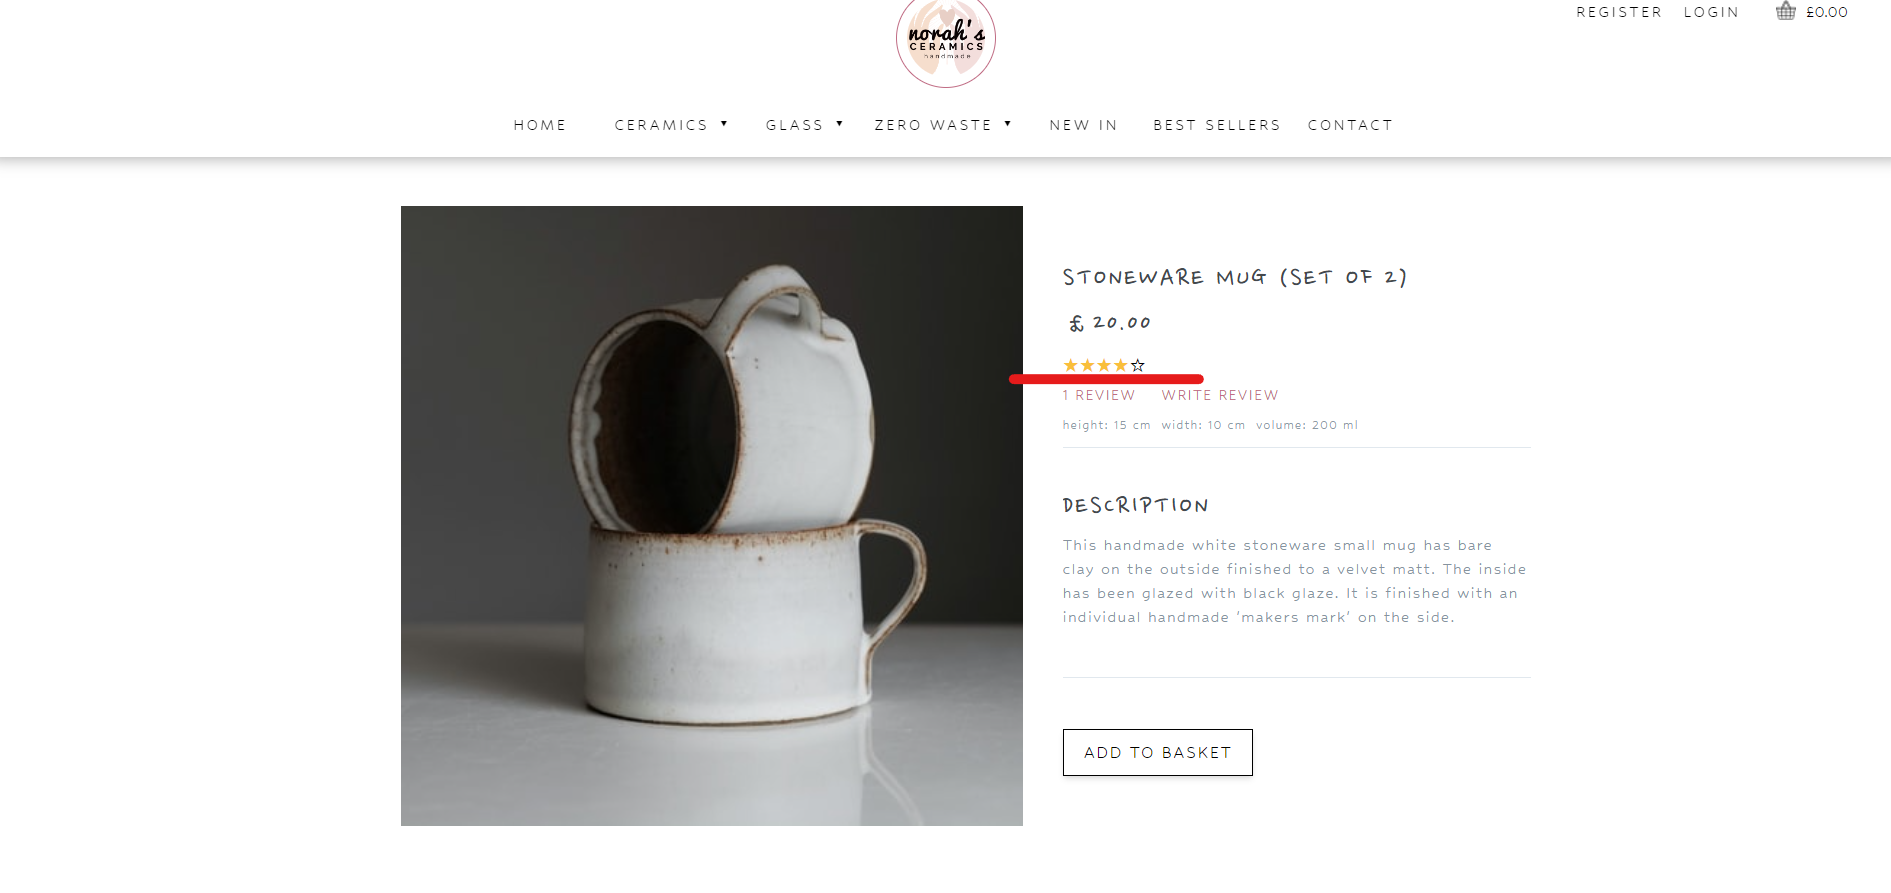 REGISTER LOGIN £0.00
norah's
CERAMICS
handmade
HOME CERAMICS ▼ GLASS ▼ ZERO WASTE ▼ NEW IN BEST SELLERS CONTACT
STONEWARE MUG (SET OF 2)
£ 20.00
1 REVIEW WRITE REVIEW
height: 15 cm width: 10 cm volume: 200 ml
DESCRIPTION
This handmade white stoneware small mug has bare
clay on the outside finished to a velvet matt. The inside
has been glazed with black glaze. It is finished with an
individual handmade 'makers mark' on the side.
ADD TO BASKET